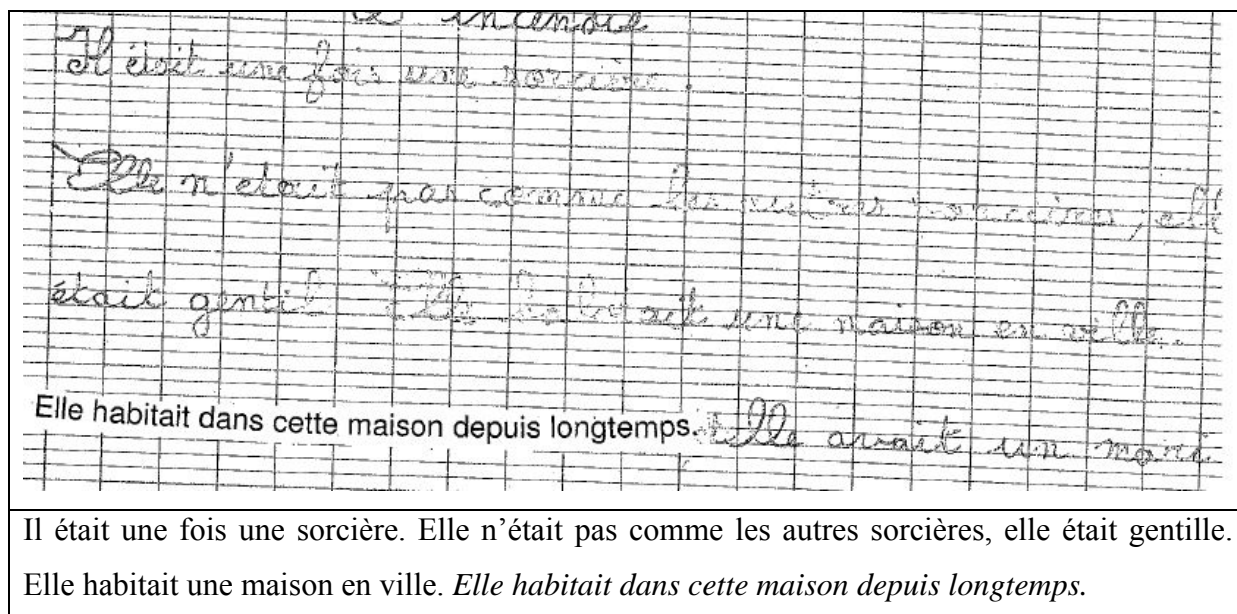 incendie
Il était une fois une sorcière.
Elle n'etait pas comme les autres sorcières, elle
était gentil Elle habitait une maison en ville.
Elle habitait dans cette maison depuis longtemps. elle avait un mari
Il était une fois une sorcière. Elle n'était pas comme les autres sorcières, elle était gentille.
Elle habitait une maison en ville. Elle habitait dans cette maison depuis longtemps.